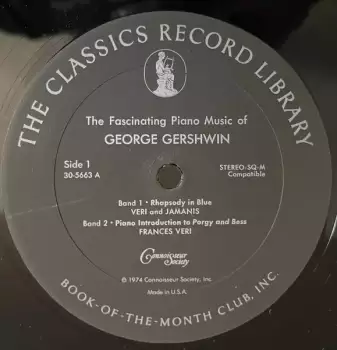 THE CLASSICS RECORD LIBRARY
The Fascinating Piano Music of
GEORGE GERSHWIN
Side 1
30-5663 A
STEREO-SQ-M
Compatible
Band 1 • Rhapsody in Blue
VERI and JAMANIS
Band 2 • Piano Introduction to Porgy and Bess
FRANCES VERI
Connoisseur
Society
© 1974 Connoisseur Society, Inc.
Made in U.S.A.
BOOK-OF-THE-MONTH CLUB, INC.